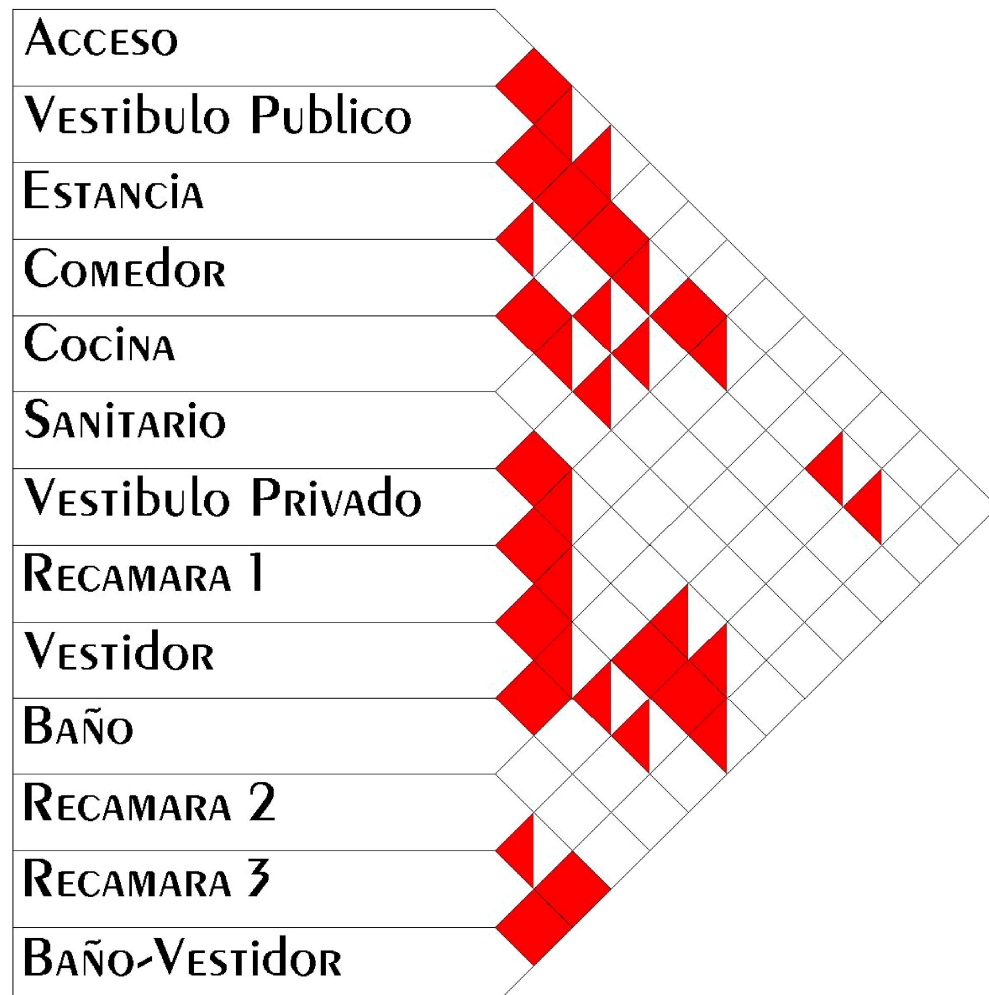 Acceso
Vestibulo Publico
Estancia
Comedor
Cocina
Sanitario
Vestibulo Privado
Recamara 1
Vestidor
Baño
Recamara 2
Recamara 3
Baño-Vestidor